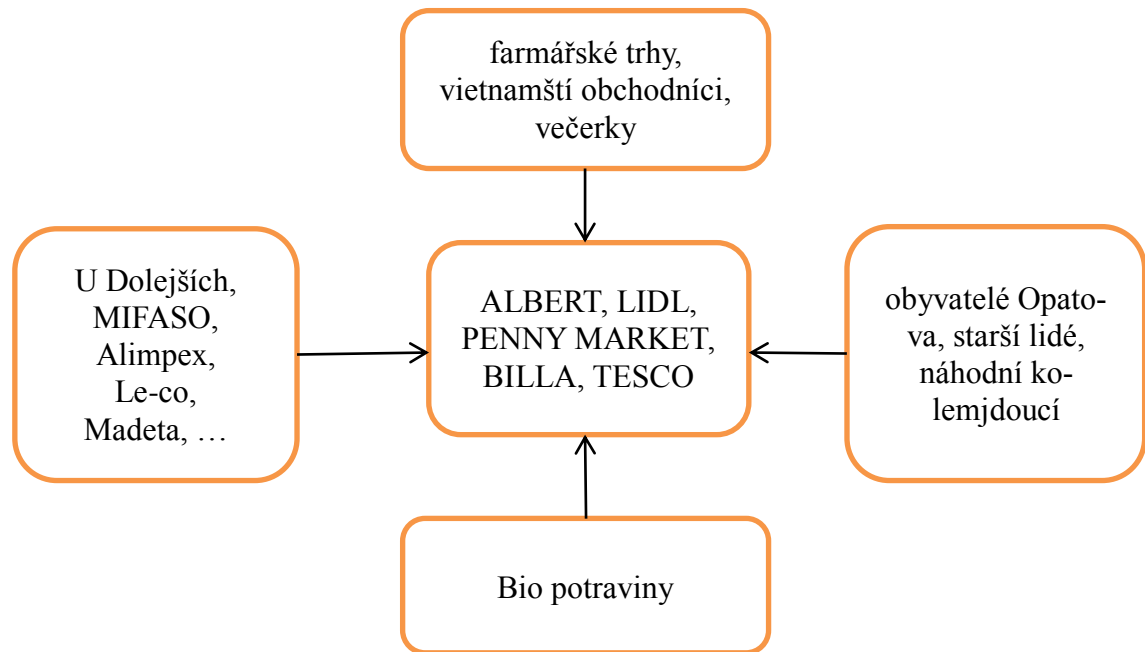 farmářské trhy,
vietnamští obchodníci,
večerky
U Dolejších,
MIFASO,
Alimpex,
Le-co,
Madeta, …
ALBERT, LIDL,
PENNY MARKET,
BILLA, TESCO
obyvatelé Opato-
va, starší lidé,
náhodní ko-
lemjdoucí
Bio potraviny